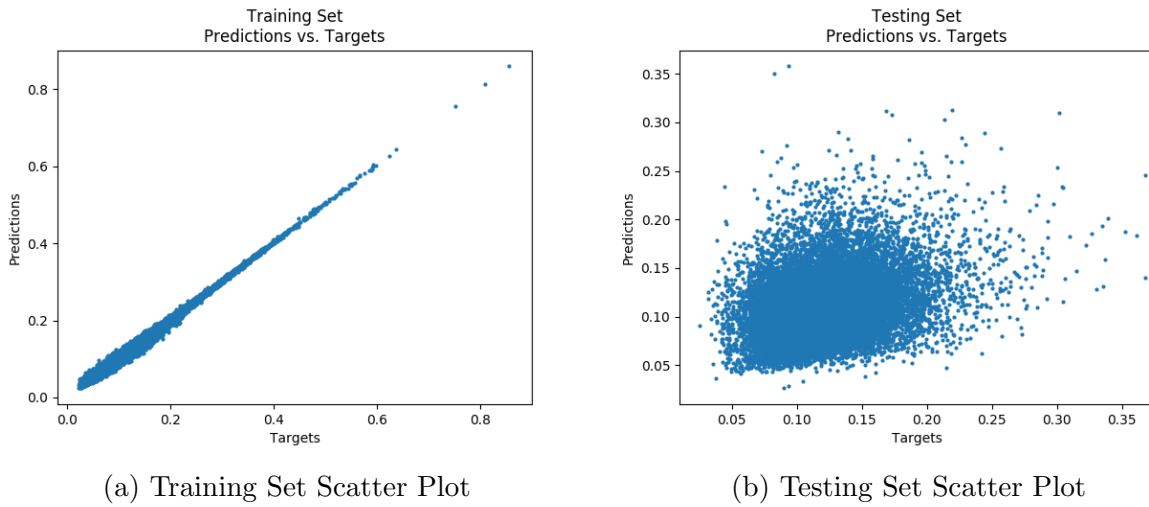 Training Set
Predictions vs. Targets
0.8
0.6
0.4
0.2
0.0
Predictions
0.0 0.2 0.4 0.6 0.8
Targets
(a) Training Set Scatter Plot
Testing Set
Predictions vs. Targets
0.35
0.30
0.25
0.20
0.15
0.10
0.05
Predictions
0.05 0.10 0.15 0.20 0.25 0.30 0.35
Targets
(b) Testing Set Scatter Plot